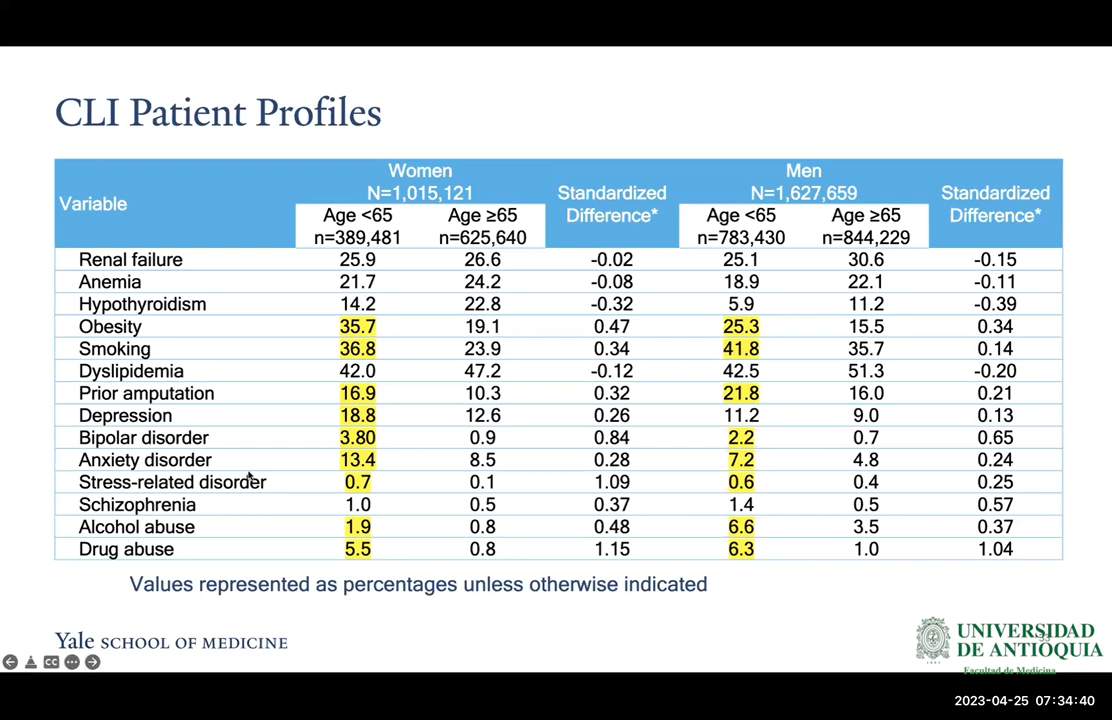 CLI Patient Profiles
Women Men
Variable N=1,015,121 Standardized Difference* N=1,627,659 Standardized Difference*
Age <65 Age ≥65 Age <65 Age ≥65
n=389,481 n=625,640 n=783,430 n=844,229
Renal failure 25.9 26.6 -0.02 25.1 30.6 -0.15
Anemia 21.7 24.2 -0.08 18.9 22.1 -0.11
Hypothyroidism 14.2 22.8 -0.32 5.9 11.2 -0.39
Obesity 35.7 19.1 0.47 25.3 15.5 0.34
Smoking 36.8 23.9 0.34 41.8 35.7 0.14
Dyslipidemia 42.0 47.2 -0.12 42.5 51.3 -0.20
Prior amputation 16.9 10.3 0.32 21.8 16.0 0.21
Depression 18.8 12.6 0.26 11.2 9.0 0.13
Bipolar disorder 3.80 0.9 0.84 2.2 0.7 0.65
Anxiety disorder 13.4 8.5 0.28 7.2 4.8 0.24
Stress-related disorder 0.7 0.1 1.09 0.6 0.4 0.25
Schizophrenia 1.0 0.5 0.37 1.4 0.5 0.57
Alcohol abuse 1.9 0.8 0.48 6.6 3.5 0.37
Drug abuse 5.5 0.8 1.15 6.3 1.0 1.04
Values represented as percentages unless otherwise indicated
Yale SCHOOL OF MEDICINE
UNIVERSIDAD
DE ANTIOQUIA
Facultad de Medicina
CC
2023-04-25 07:34:40